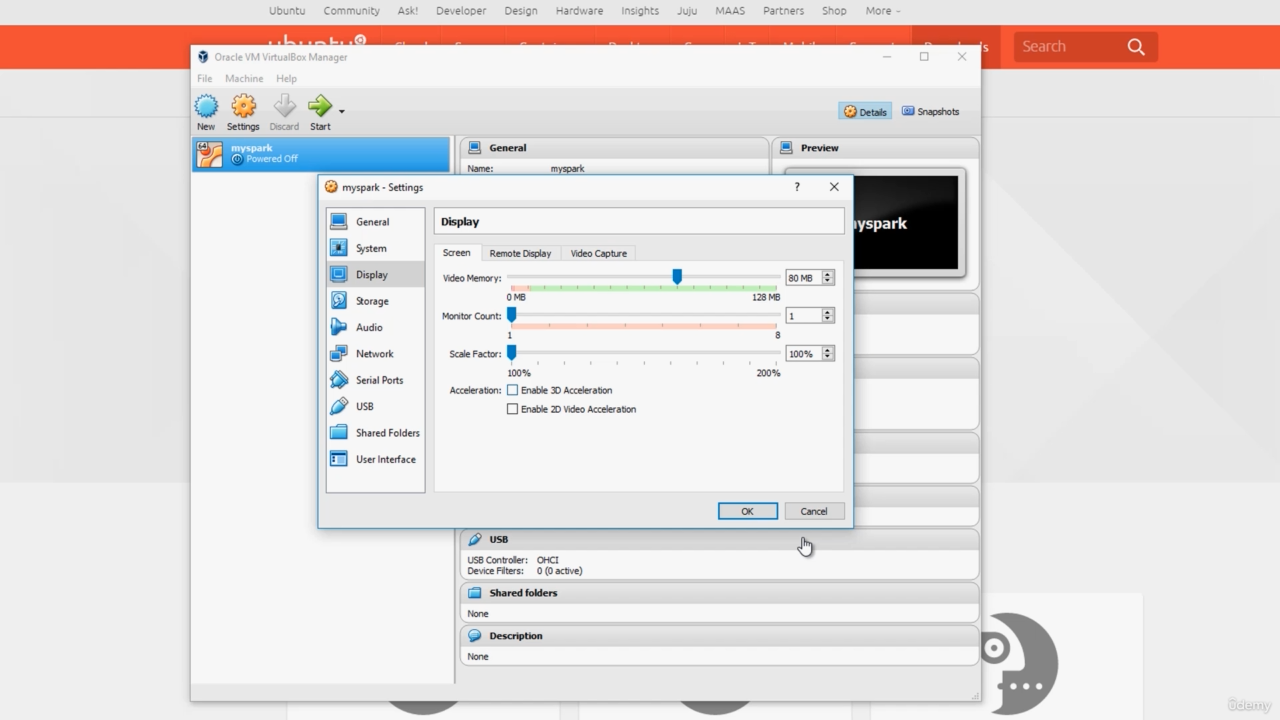 Ubuntu Community Ask! Developer Design Hardware Insights Juju MAAS Partners Shop More
Search
Oracle VM VirtualBox Manager
File Machine Help
New Settings Discard Start Details Snapshots
myspark
Powered Off
General
Name: myspark
Preview
myspark - Settings
?
General
System
Display
Storage
Audio
Network
Serial Ports
USB
Shared Folders
User Interface
Display
Screen Remote Display Video Capture
Video Memory: 80 MB
0 MB 128 MB
Monitor Count: 1
1 8
Scale Factor: 100%
100% 200%
Acceleration: Enable 3D Acceleration
Enable 2D Video Acceleration
OK Cancel
USB
USB Controller: OHCI
Device Filters: 0 (0 active)
Shared folders
None
Description
None
64
ûdemy